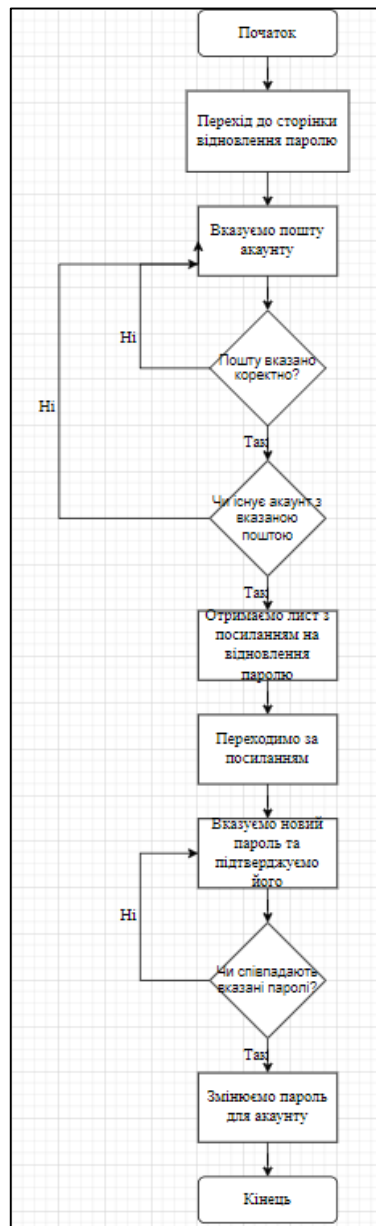 Початок
Перехід до сторінки
відновлення паролю
Вказуємо пошту
акаунту
Ні
Пошту вказано
коректно?
Ні
Так
Чи існує акаунт з
вказаною
поштою
Так
Отримаємо лист з
посиланням на
відновлення
паролю
Переходимо за
посиланням
Вказуємо новий
пароль та
підтверджуємо
його
Ні
Чи співпадають
вказані паролі?
Так
Змінюємо пароль
для акаунту
Кінець